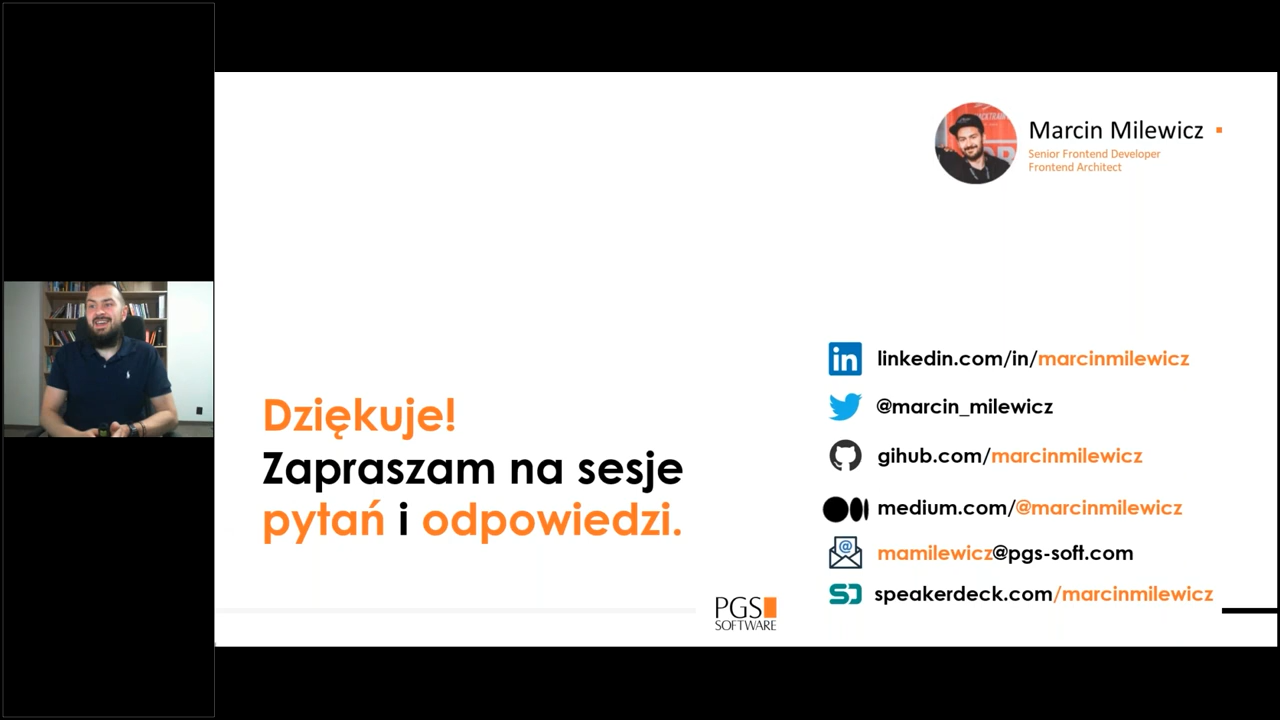 Marcin Milewicz
Senior Frontend Developer
Frontend Architect
linkedin.com/in/marcinmilewicz
@marcin_milewicz
gihub.com/marcinmilewicz
medium.com/@marcinmilewicz
mamilewicz@pgs-soft.com
speakerdeck.com/marcinmilewicz
Dziękuje!
Zapraszam na sesje
pytań i odpowiedzi.
PGS
SOFTWARE